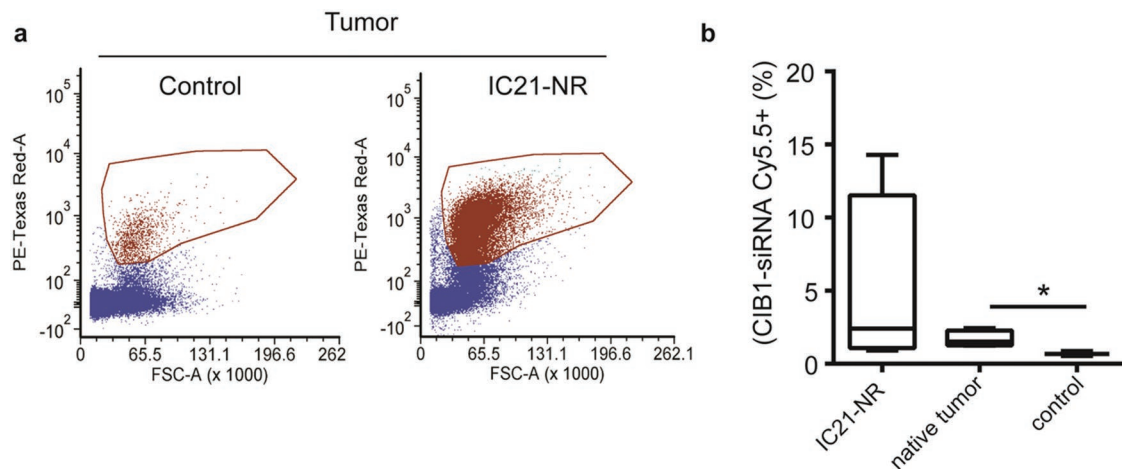 a
Tumor
Control
IC21-NR
PE-Texas Red-A
10^5
10^4
10^3
10^2
-10^2
0 65.5 131.1 196.6 262
FSC-A (x 1000)
PE-Texas Red-A
10^5
10^4
10^3
10^2
-10^2
0 65.5 131.1 196.6 262.1
FSC-A (x 1000)
b
(CIB1-siRNA Cy5.5+ (%)
20
15
10
5
0
*
IC21-NR
native tumor
control